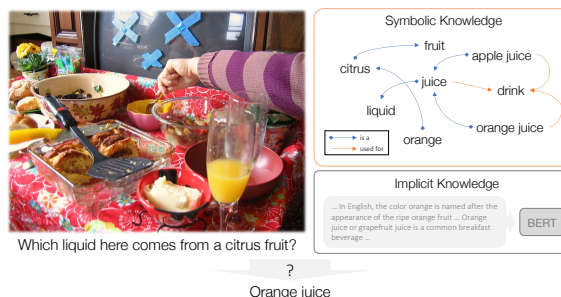 Symbolic Knowledge
fruit
apple juice
citrus
juice
drink
liquid
orange juice
orange
is a
used for
Implicit Knowledge
... In English, the color orange is named after the
appearance of the ripe orange fruit ... Orange
juice or grapefruit juice is a common breakfast
beverage ...
BERT
Which liquid here comes from a citrus fruit?
?
Orange juice